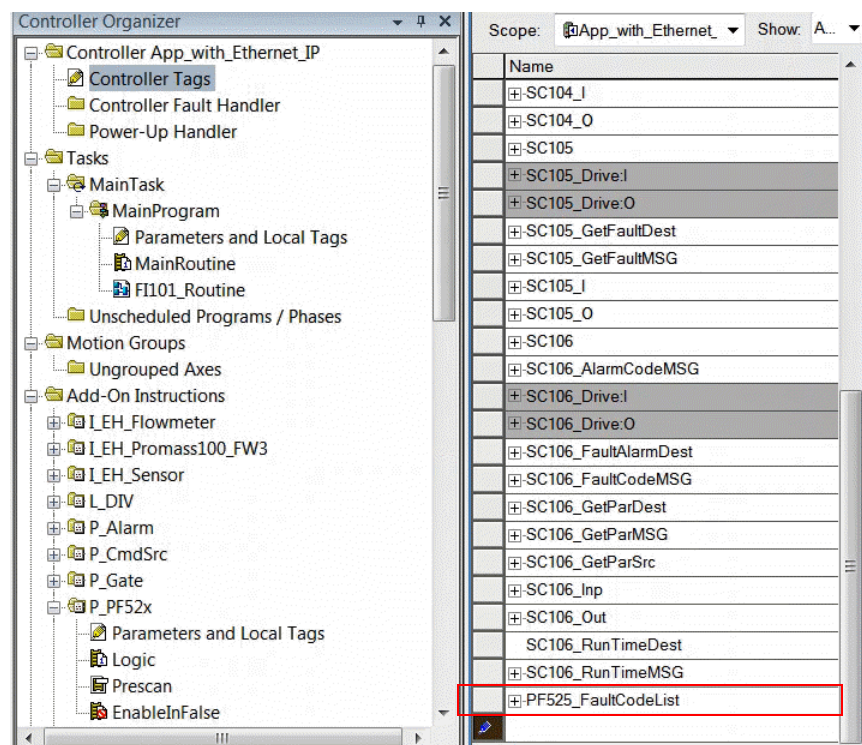 Controller Organizer
Controller App_with_Ethernet_IP
Controller Tags
Controller Fault Handler
Power-Up Handler
Tasks
MainTask
MainProgram
Parameters and Local Tags
MainRoutine
FI101_Routine
Unscheduled Programs / Phases
Motion Groups
Ungrouped Axes
Add-On Instructions
I_EH_Flowmeter
I_EH_Promass100_FW3
I_EH_Sensor
L_DIV
P_Alarm
P_CmdSrc
P_Gate
P_PF52x
Parameters and Local Tags
Logic
Prescan
EnableInFalse
Scope: App_with_Ethernet_ Show: A...
Name
SC104_I
SC104_O
SC105
SC105_Drive:I
SC105_Drive:O
SC105_GetFaultDest
SC105_GetFaultMSG
SC105_I
SC105_O
SC106
SC106_AlarmCodeMSG
SC106_Drive:I
SC106_Drive:O
SC106_FaultAlarmDest
SC106_FaultCodeMSG
SC106_GetParDest
SC106_GetParMSG
SC106_GetParSrc
SC106_Inp
SC106_Out
SC106_RunTimeDest
SC106_RunTimeMSG
PF525_FaultCodeList